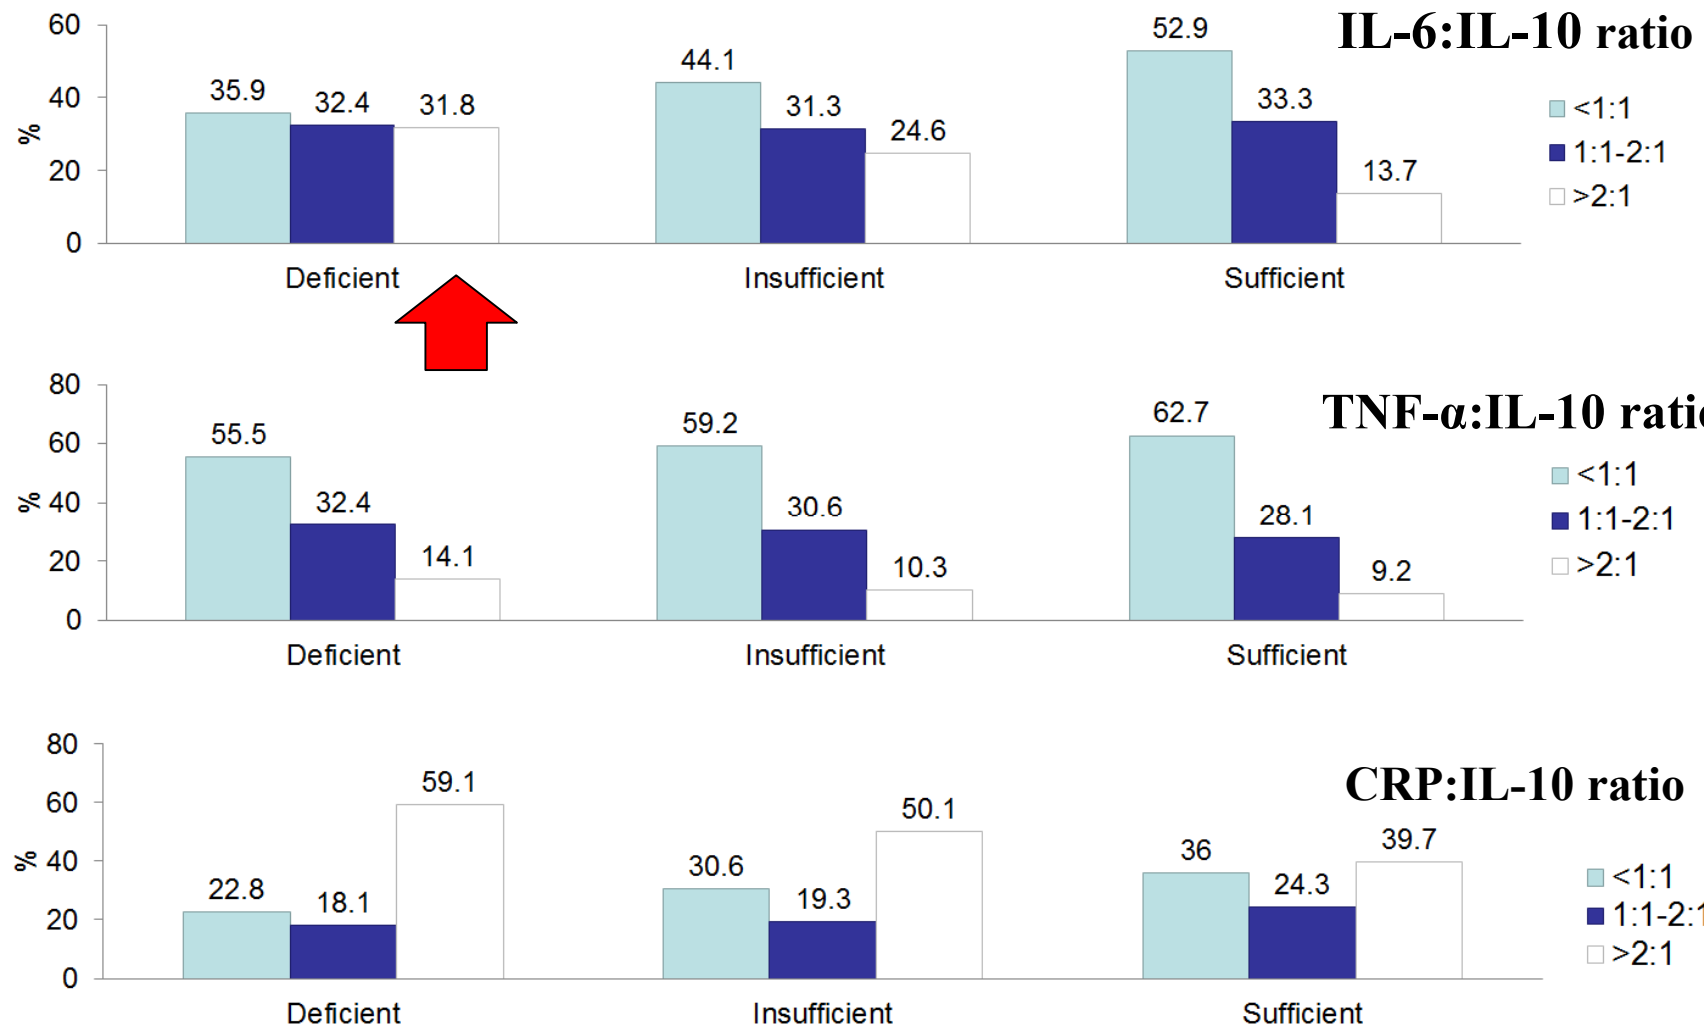 IL-6:IL-10 ratio
60
40
20
0
%
35.9 32.4 31.8
44.1 31.3 24.6
52.9 33.3 13.7
<1:1
1:1-2:1
>2:1
Deficient Insufficient Sufficient
TNF-α:IL-10 ratio
80
60
40
20
0
%
55.5 32.4 14.1
59.2 30.6 10.3
62.7 28.1 9.2
<1:1
1:1-2:1
>2:1
Deficient Insufficient Sufficient
CRP:IL-10 ratio
80
60
40
20
0
%
22.8 18.1 59.1
30.6 19.3 50.1
36 24.3 39.7
<1:1
1:1-2:1
>2:1
Deficient Insufficient Sufficient